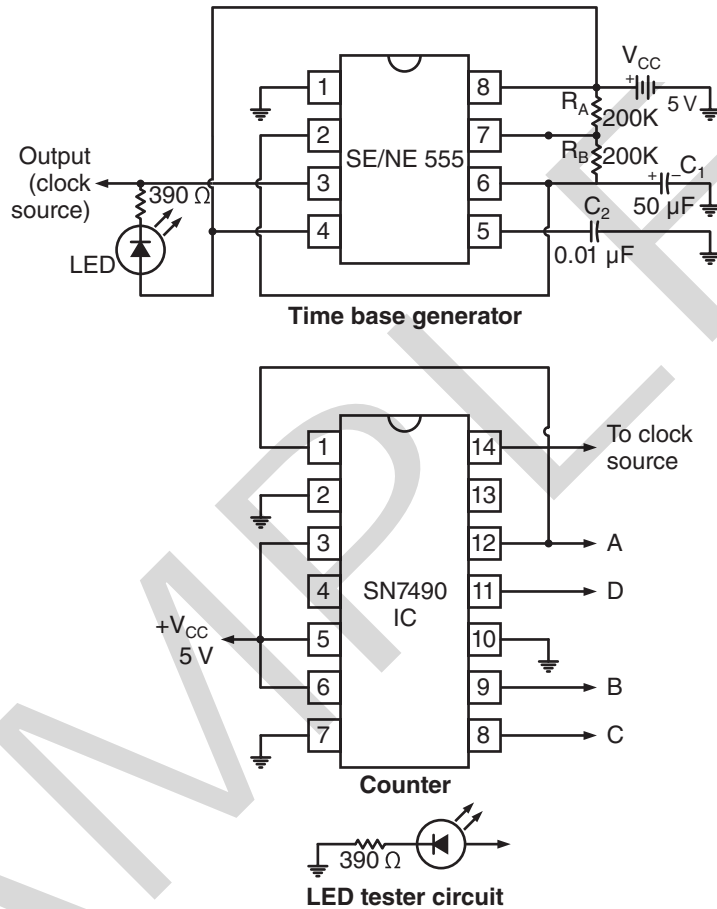 V_CC
+
5 V
1
8
R_A
200K
2
7
SE/NE 555
R_B
200K
Output
(clock
source)
3
6
+
–
C_1
50 µF
390 Ω
4
5
C_2
0.01 µF
LED
Time base generator
1
14
To clock
source
2
13
3
12
A
4
SN7490
IC
11
D
+V_CC
5 V
5
10
6
9
B
7
8
C
Counter
390 Ω
LED tester circuit